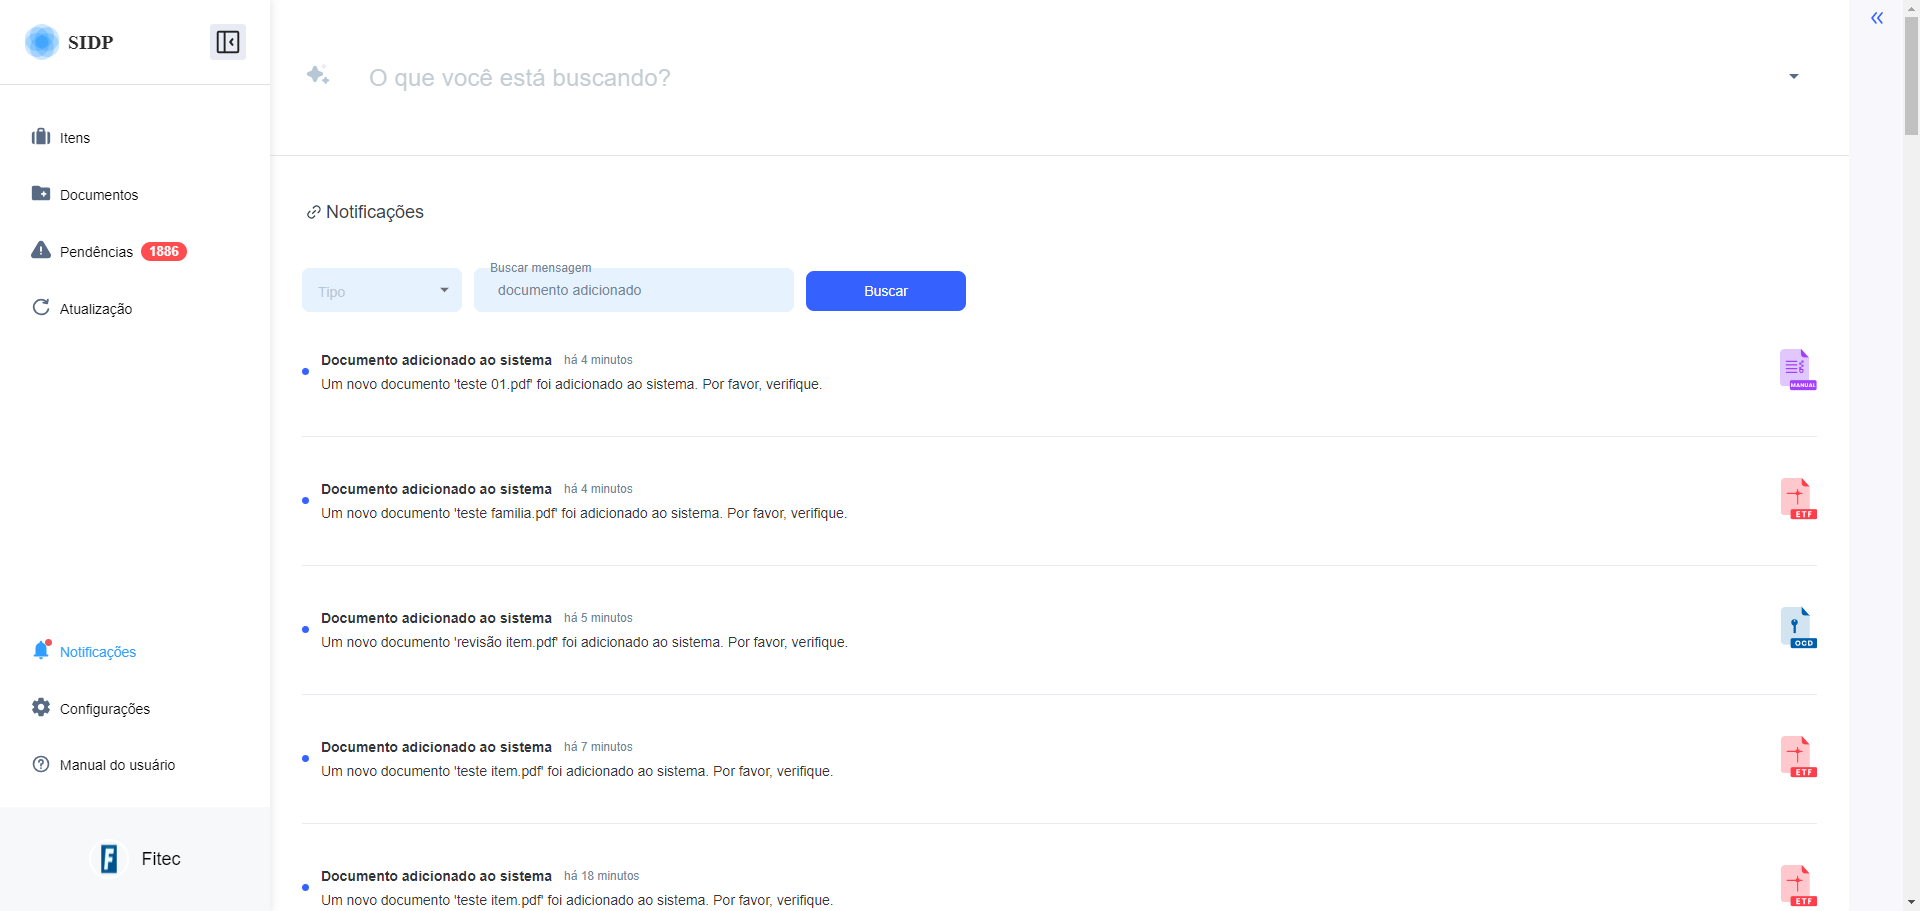 SIDP
O que você está buscando?
Itens
Documentos
Pendências 1886
Atualização
Notificações
Tipo
Buscar mensagem
documento adicionado
Buscar
Documento adicionado ao sistema há 4 minutos
Um novo documento 'teste 01.pdf' foi adicionado ao sistema. Por favor, verifique.
MANUAL
Documento adicionado ao sistema há 4 minutos
Um novo documento 'teste familia.pdf' foi adicionado ao sistema. Por favor, verifique.
ETF
Documento adicionado ao sistema há 5 minutos
Um novo documento 'revisão item.pdf' foi adicionado ao sistema. Por favor, verifique.
OCD
Documento adicionado ao sistema há 7 minutos
Um novo documento 'teste item.pdf' foi adicionado ao sistema. Por favor, verifique.
ETF
Documento adicionado ao sistema há 18 minutos
Um novo documento 'teste item.pdf' foi adicionado ao sistema. Por favor, verifique.
ETF
Notificações
Configurações
Manual do usuário
F
Fitec